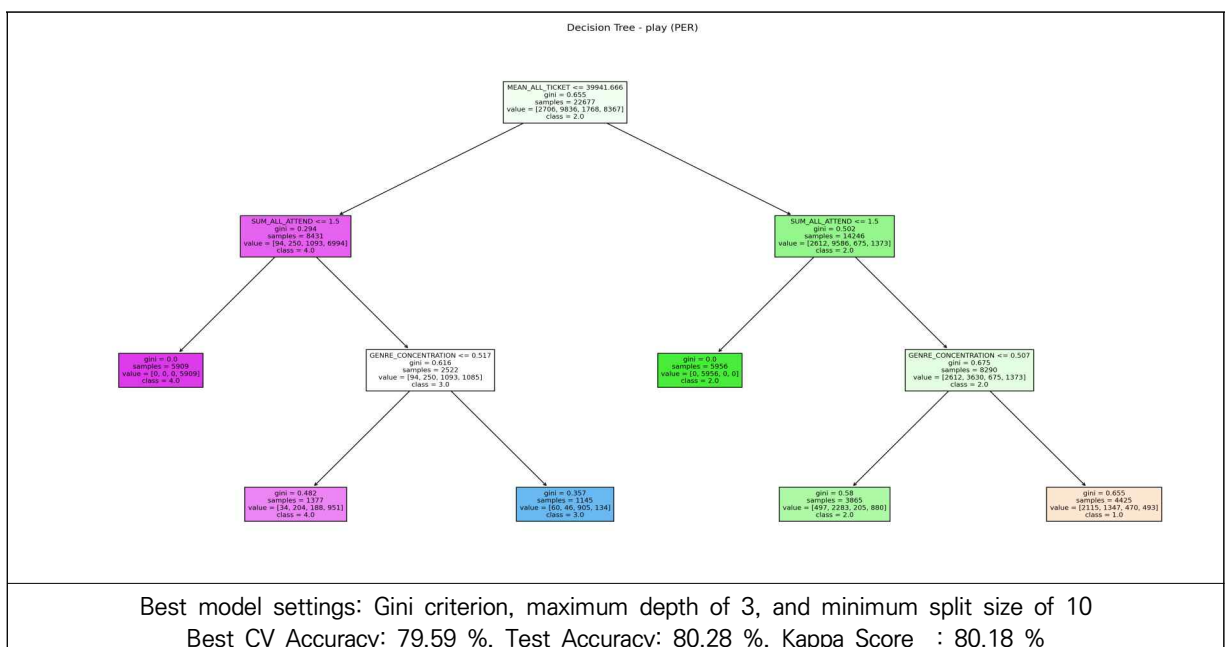 Decision Tree - play (PER)
MEAN_ALL_TICKET <= 39941.666
gini = 0.655
samples = 22677
value = [2706, 9836, 1768, 8367]
class = 2.0
SUM_ALL_ATTEND <= 1.5
gini = 0.294
samples = 8431
value = [94, 250, 1093, 6994]
class = 4.0
SUM_ALL_ATTEND <= 1.5
gini = 0.502
samples = 14246
value = [2612, 9586, 675, 1373]
class = 2.0
gini = 0.0
samples = 5909
value = [0, 0, 0, 5909]
class = 4.0
GENRE_CONCENTRATION <= 0.517
gini = 0.616
samples = 2522
value = [94, 250, 1093, 1085]
class = 3.0
gini = 0.0
samples = 5956
value = [0, 5956, 0, 0]
class = 2.0
GENRE_CONCENTRATION <= 0.507
gini = 0.675
samples = 8290
value = [2612, 3630, 675, 1373]
class = 2.0
gini = 0.482
samples = 1377
value = [34, 204, 188, 951]
class = 4.0
gini = 0.357
samples = 1145
value = [60, 46, 905, 134]
class = 3.0
gini = 0.58
samples = 3865
value = [497, 2283, 205, 880]
class = 2.0
gini = 0.655
samples = 4425
value = [2115, 1347, 470, 493]
class = 1.0
Best model settings: Gini criterion, maximum depth of 3, and minimum split size of 10
Best CV Accuracy: 79.59 %, Test Accuracy: 80.28 %, Kappa Score : 80.18 %